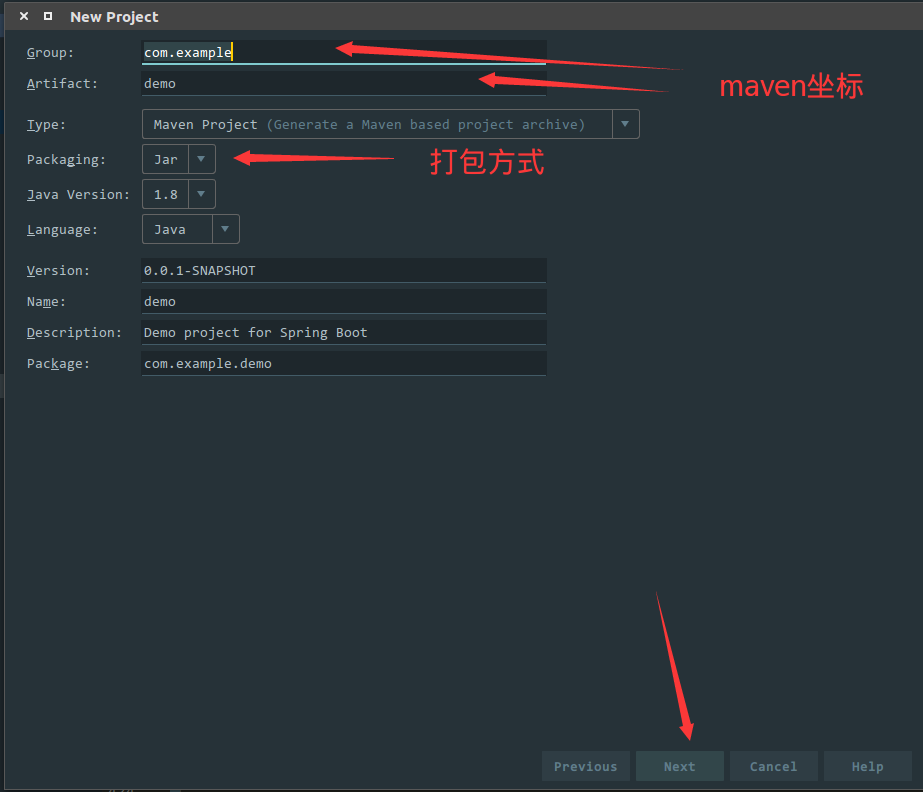 New Project
Group: com.example
Artifact: demo
maven坐标
Type: Maven Project (Generate a Maven based project archive)
Packaging: Jar
打包方式
Java Version: 1.8
Language: Java
Version: 0.0.1-SNAPSHOT
Name: demo
Description: Demo project for Spring Boot
Package: com.example.demo
Previous Next Cancel Help